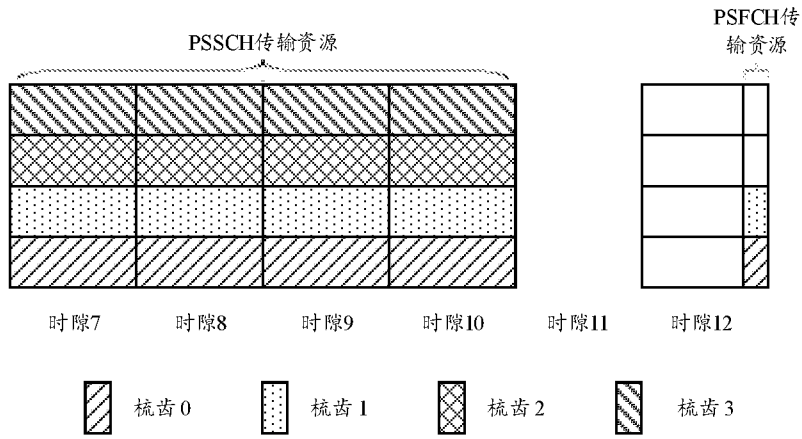 PSSCH传输资源
PSFCH传
输资源
时隙7 时隙8 时隙9 时隙10 时隙11 时隙12
梳齿0 梳齿1 梳齿2 梳齿3